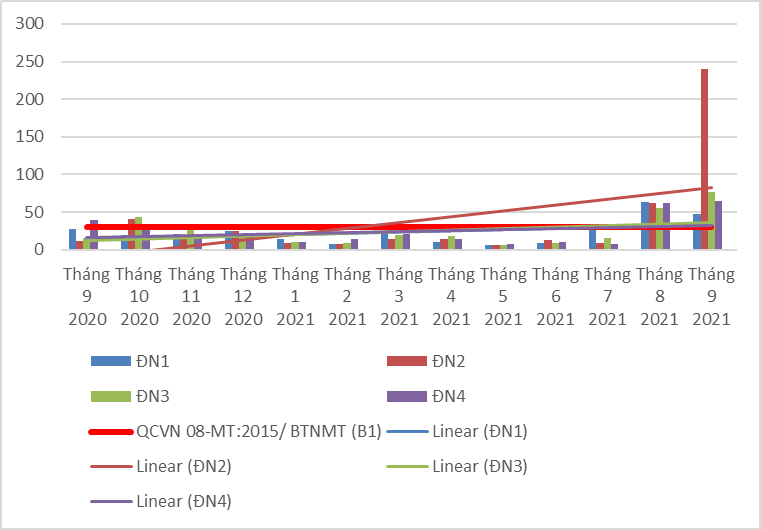 300
250
200
150
100
50
0
Tháng Tháng Tháng Tháng Tháng Tháng Tháng Tháng Tháng Tháng Tháng Tháng Tháng
9 10 11 12 1 2 3 4 5 6 7 8 9
2020 2020 2020 2020 2021 2021 2021 2021 2021 2021 2021 2021 2021
ĐN1 ĐN2
ĐN3 ĐN4
QCVN 08-MT:2015/ BTNMT (B1) Linear (ĐN1)
Linear (ĐN2) Linear (ĐN3)
Linear (ĐN4)